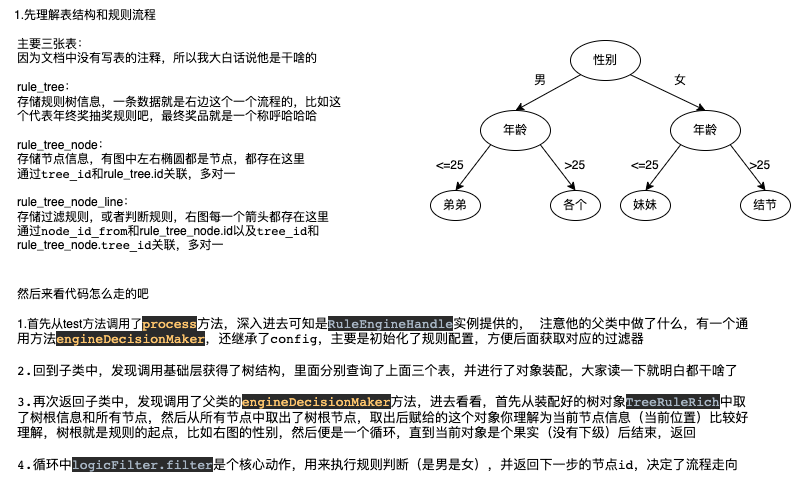 1.先理解表结构和规则流程
主要三张表：
因为文档中没有写表的注释，所以我大白话说他是干啥的
rule_tree：
存储规则树信息，一条数据就是右边这个一个流程的，比如这
个代表年终奖抽奖规则吧，最终奖品就是一个称呼哈哈哈
rule_tree_node：
存储节点信息，有图中左右椭圆都是节点，都存在这里
通过tree_id和rule_tree.id关联，多对一
rule_tree_node_line：
存储过滤规则，或者判断规则，右图每一个箭头都存在这里
通过node_id_from和rule_tree_node.id以及tree_id和
rule_tree_node.tree_id关联，多对一
性别
男
女
年龄
年龄
<=25
>25
<=25
>25
弟弟
各个
妹妹
结节
然后来看代码怎么走的吧
1.首先从test方法调用了process方法，深入进去可知是RuleEngineHandle实例提供的， 注意他的父类中做了什么，有一个通
用方法engineDecisionMaker，还继承了config，主要是初始化了规则配置，方便后面获取对应的过滤器
2.回到子类中，发现调用基础层获得了树结构，里面分别查询了上面三个表，并进行了对象装配，大家读一下就明白都干啥了
3.再次返回子类中，发现调用了父类的engineDecisionMaker方法，进去看看，首先从装配好的树对象TreeRuleRich中取
了树根信息和所有节点，然后从所有节点中取出了树根节点，取出后赋给的这个对象你理解为当前节点信息（当前位置）比较好
理解，树根就是规则的起点，比如右图的性别，然后便是一个循环，直到当前对象是个果实（没有下级）后结束，返回
4.循环中logicFilter.filter是个核心动作，用来执行规则判断（是男是女），并返回下一步的节点id，决定了流程走向